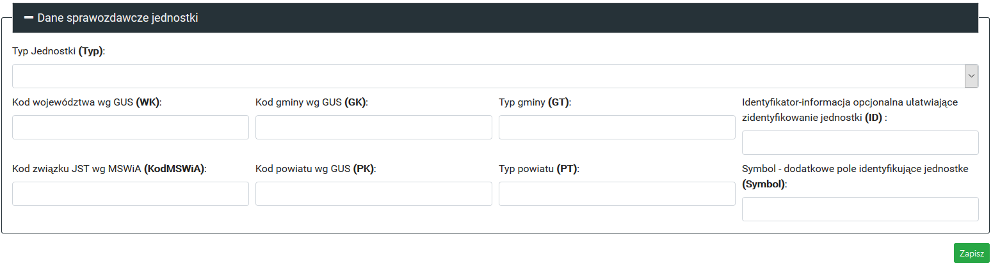 Dane sprawozdawcze jednostki
Typ Jednostki (Typ):
Kod województwa wg GUS (WK):
Kod gminy wg GUS (GK):
Typ gminy (GT):
Identyfikator-informacja opcjonalna ułatwiające
zidentyfikowanie jednostki (ID) :
Kod związku JST wg MSWiA (KodMSWiA):
Kod powiatu wg GUS (PK):
Typ powiatu (PT):
Symbol - dodatkowe pole identyfikujące jednostke
(Symbol):
Zapisz